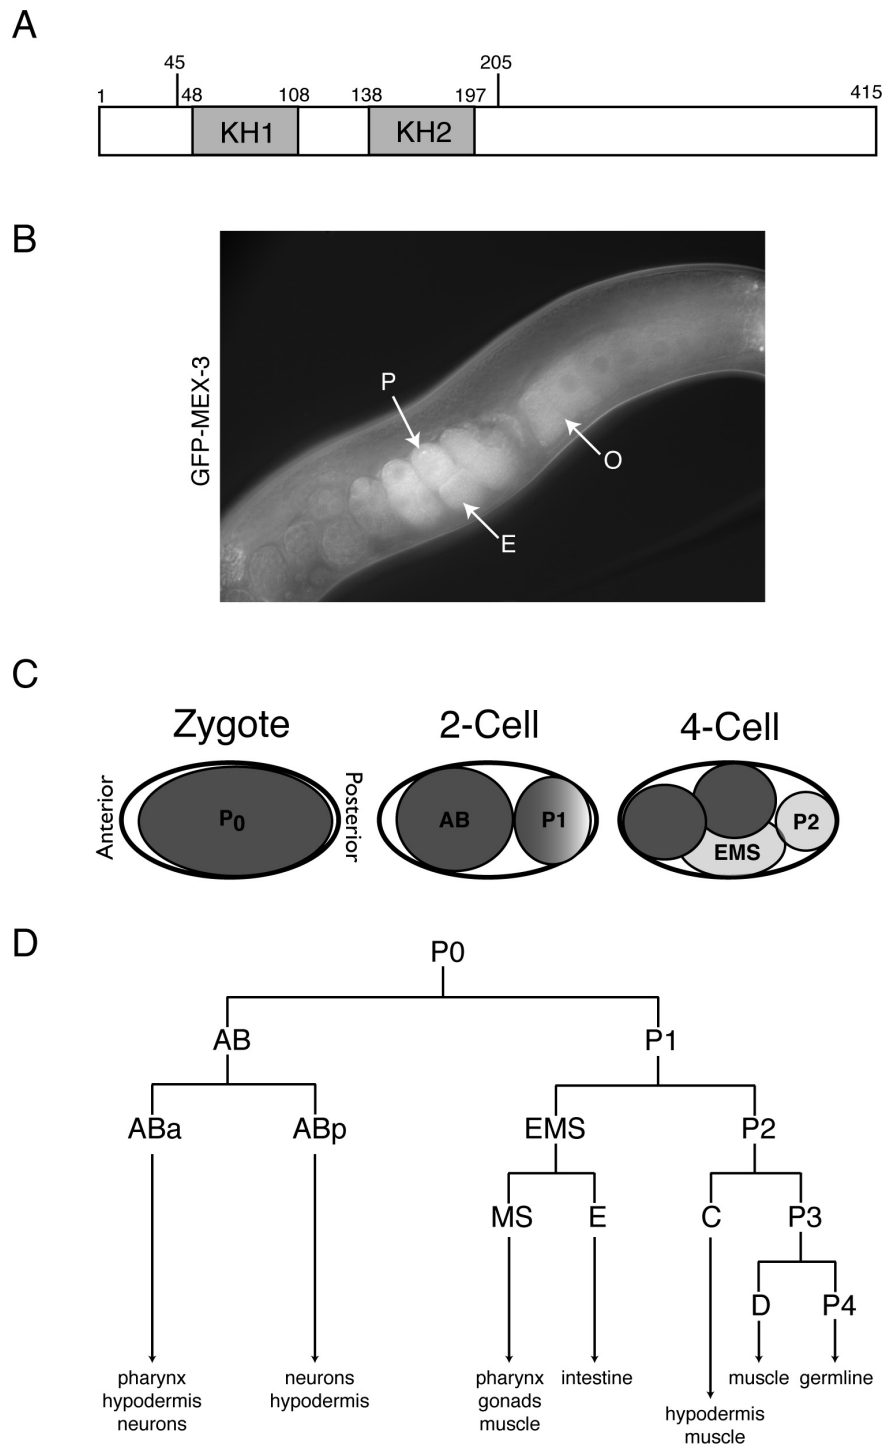 A
45
205
1
48
108
138
197
415
KH1
KH2
B
GFP-MEX-3
P
O
E
C
Zygote
2-Cell
4-Cell
Anterior
P0
Posterior
AB
P1
EMS
P2
D
P0
AB
P1
ABa
ABp
EMS
P2
MS
E
C
P3
D
P4
pharynx
hypodermis
neurons
neurons
hypodermis
pharynx
gonads
muscle
intestine
hypodermis
muscle
muscle
germline